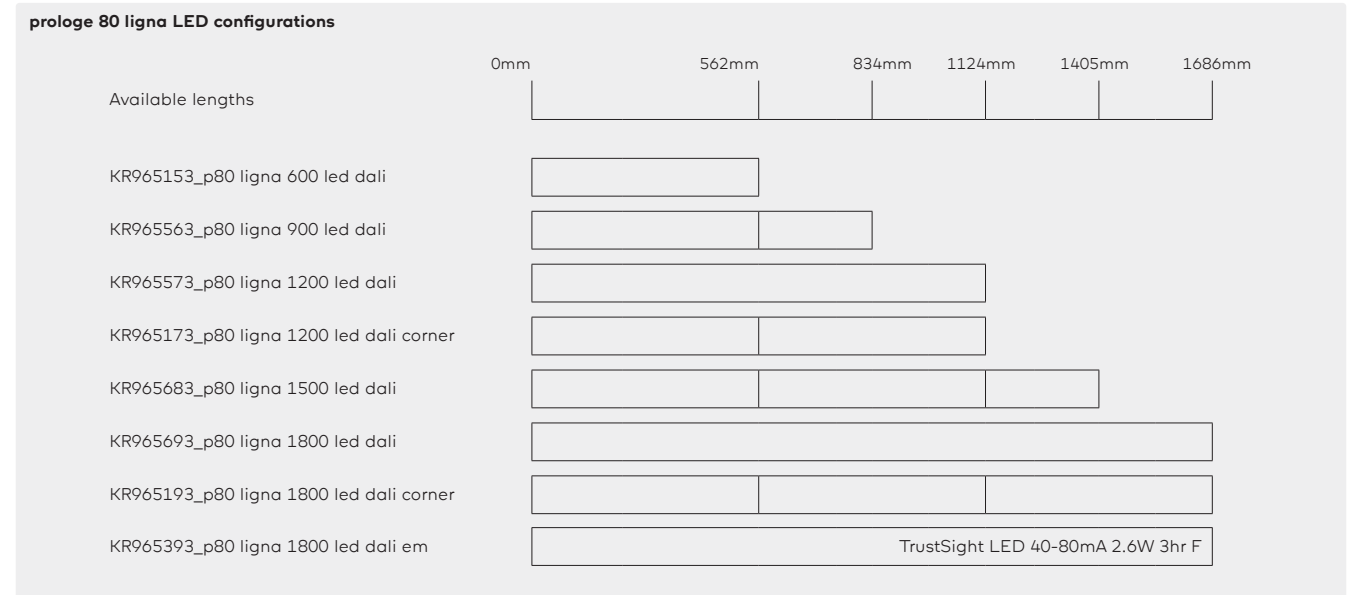 prologe 80 ligna LED configurations
0mm 562mm 834mm 1124mm 1405mm 1686mm
Available lengths
KR965153_p80 ligna 600 led dali
KR965563_p80 ligna 900 led dali
KR965573_p80 ligna 1200 led dali
KR965173_p80 ligna 1200 led dali corner
KR965683_p80 ligna 1500 led dali
KR965693_p80 ligna 1800 led dali
KR965193_p80 ligna 1800 led dali corner
KR965393_p80 ligna 1800 led dali em TrustSight LED 40-80mA 2.6W 3hr F